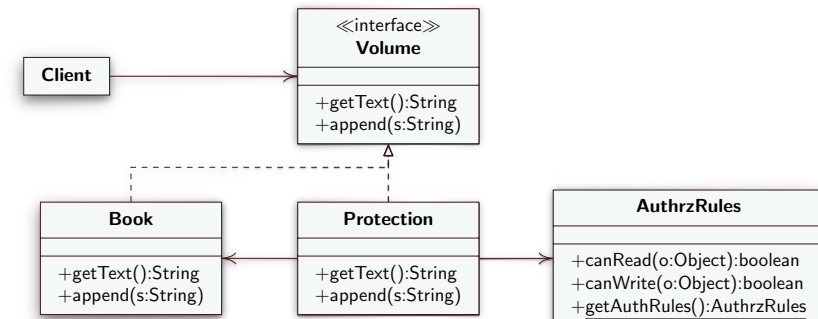 ≪interface≫
Volume
Client
+getText():String
+append(s:String)
Book
+getText():String
+append(s:String)
Protection
+getText():String
+append(s:String)
AuthrzRules
+canRead(o:Object):boolean
+canWrite(o:Object):boolean
+getAuthRules():AuthrzRules